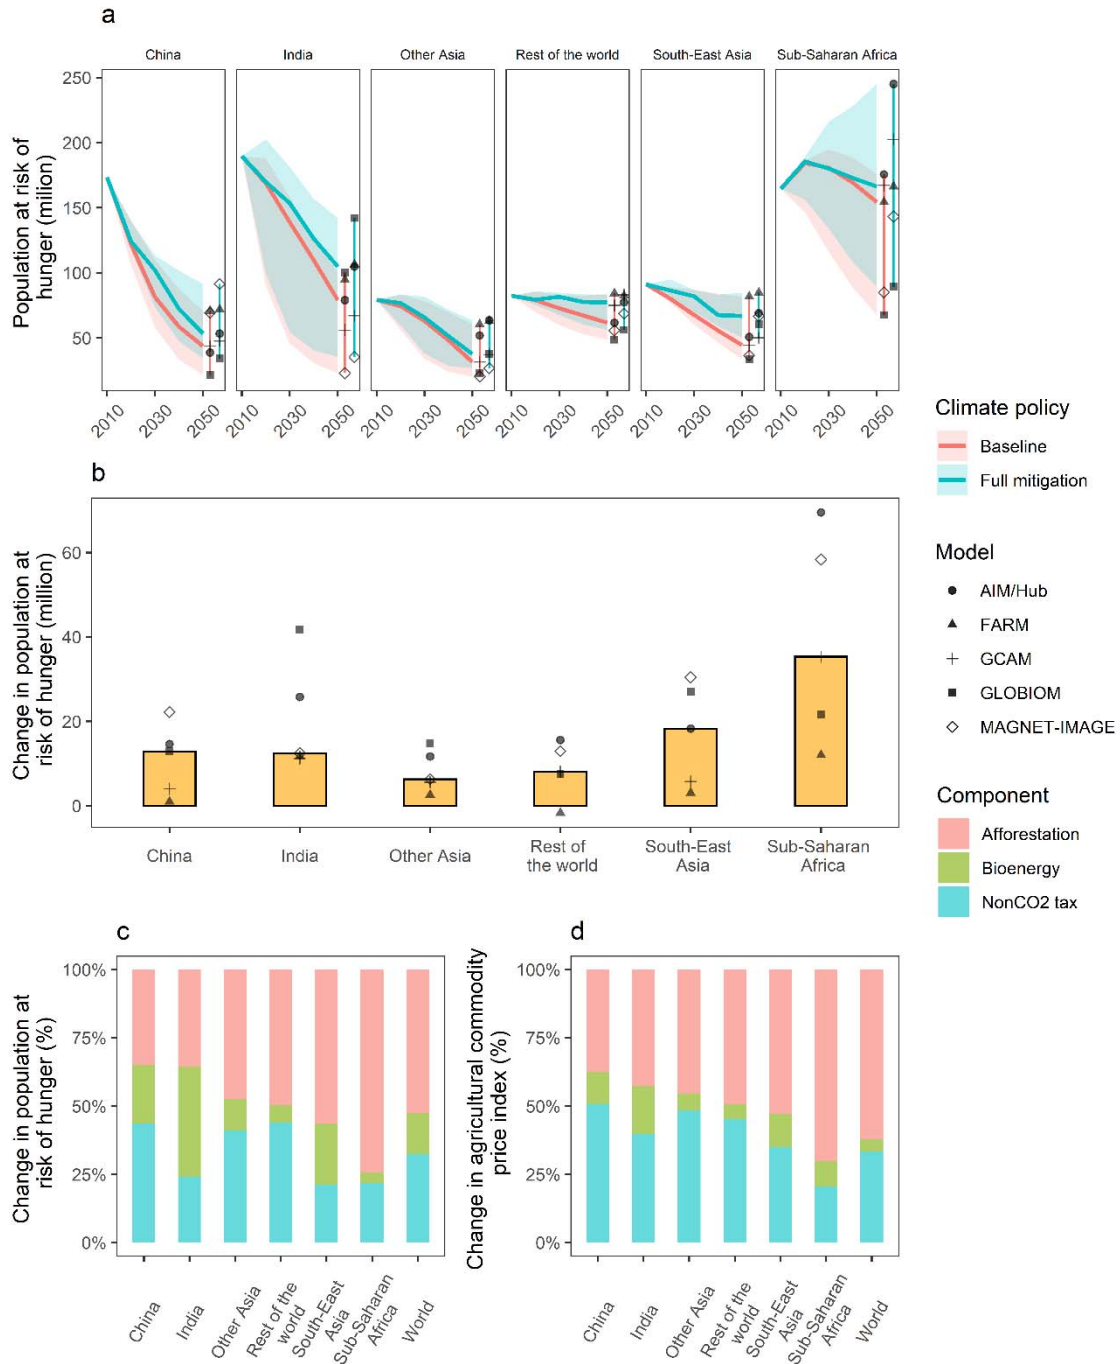 a
China
India
Other Asia
Rest of the world
South-East Asia
Sub-Saharan Africa
Population at risk of
hunger (milion)
250
200
150
100
50
2010
2030
2050
2010
2030
2050
2010
2030
2050
2010
2030
2050
2010
2030
2050
2010
2030
2050
Climate policy
Baseline
Full mitigation
b
Change in population at
risk of hunger (million)
60
40
20
0
China
India
Other Asia
Rest of
the world
South-East
Asia
Sub-Saharan
Africa
Model
AIM/Hub
FARM
GCAM
GLOBIOM
MAGNET-IMAGE
Component
Afforestation
Bioenergy
NonCO2 tax
c
Change in population at
risk of hunger (%)
100%
75%
50%
25%
0%
China
India
Other Asia
Rest of the
world
South-East
Asia
Sub-Saharan
Africa
World
d
Change in agricultural commodity
price index (%)
100%
75%
50%
25%
0%
China
India
Other Asia
Rest of the
world
South-East
Asia
Sub-Saharan
Africa
World